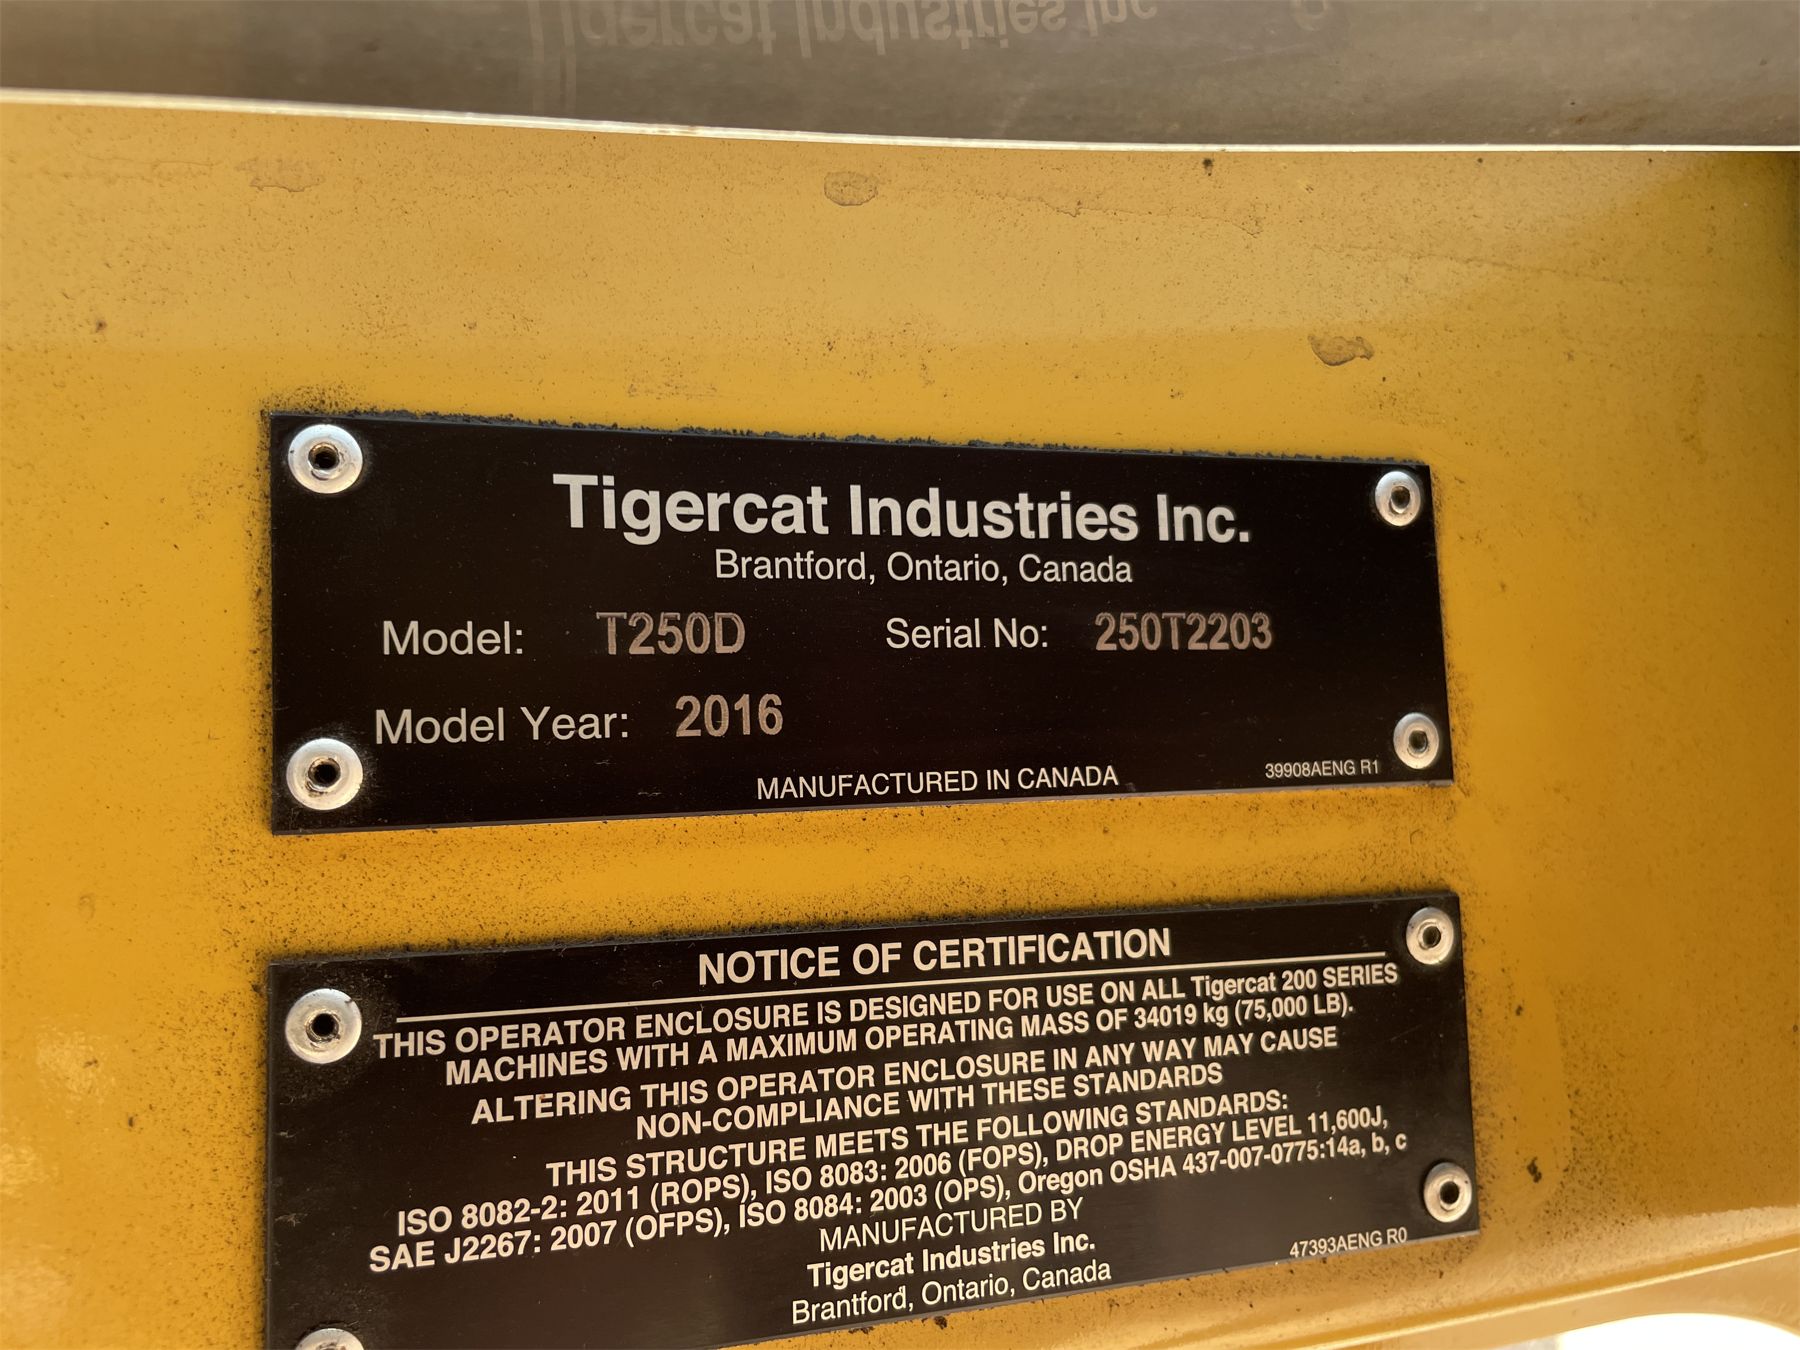 Tigercat Industries Inc.
Tigercat Industries Inc.
Brantford, Ontario, Canada
Model: T250D Serial No: 250T2203
Model Year: 2016
MANUFACTURED IN CANADA 39908AENG R1
NOTICE OF CERTIFICATION
THIS OPERATOR ENCLOSURE IS DESIGNED FOR USE ON ALL Tigercat 200 SERIES
MACHINES WITH A MAXIMUM OPERATING MASS OF 34019 kg (75,000 LB).
ALTERING THIS OPERATOR ENCLOSURE IN ANY WAY MAY CAUSE
NON-COMPLIANCE WITH THESE STANDARDS
THIS STRUCTURE MEETS THE FOLLOWING STANDARDS:
ISO 8082-2: 2011 (ROPS), ISO 8083: 2006 (FOPS), DROP ENERGY LEVEL 11,600J,
SAE J2267: 2007 (OFPS), ISO 8084: 2003 (OPS), Oregon OSHA 437-007-0775:14a, b, c
MANUFACTURED BY
Tigercat Industries Inc.
Brantford, Ontario, Canada
47393AENG R0